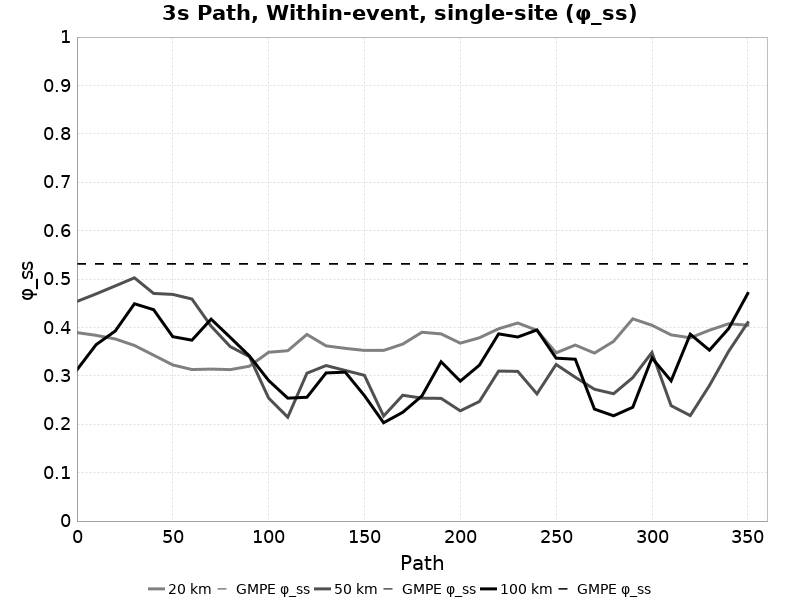 3s Path, Within-event, single-site (φ_ss)
1
0.9
0.8
0.7
0.6
0.5
0.4
0.3
0.2
0.1
0
φ_ss
0 50 100 150 200 250 300 350
Path
20 km GMPE φ_ss 50 km GMPE φ_ss 100 km GMPE φ_ss